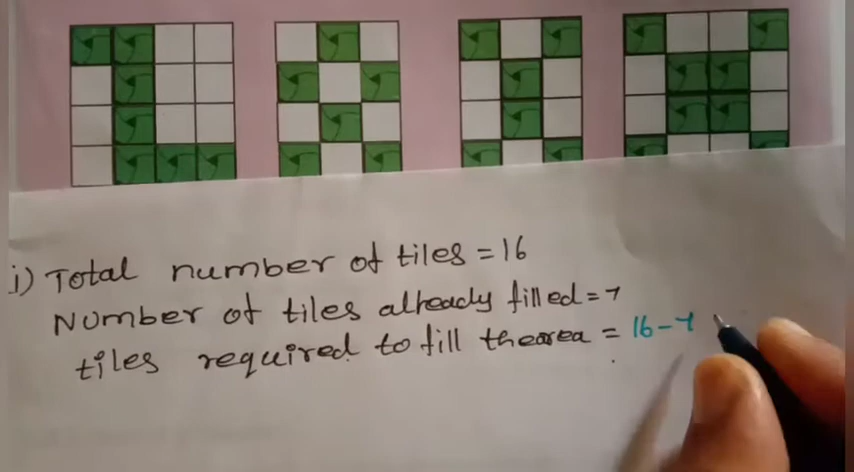 i) Total number of tiles = 16
Number of tiles already filled = 7
tiles required to fill thearea = 16-7